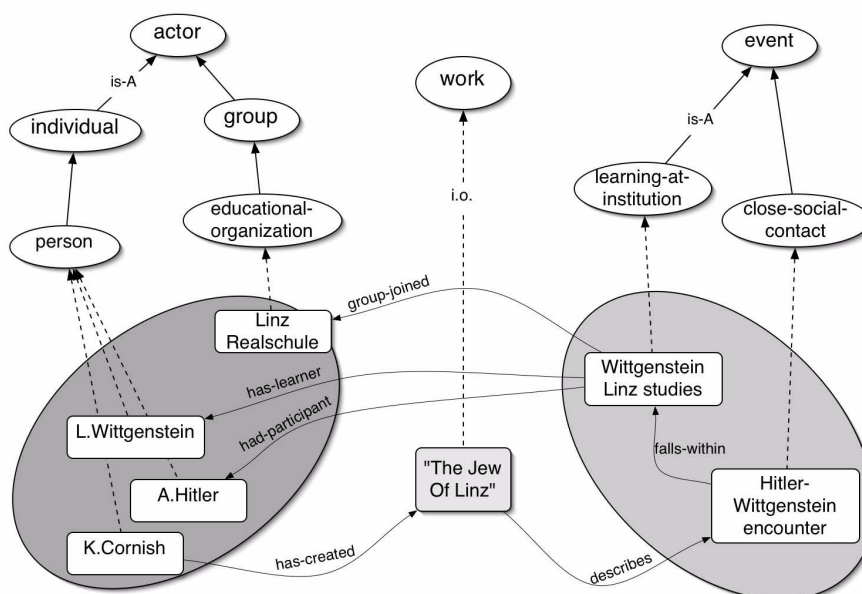 actor
event
work
is-A
individual
group
is-A
learning-at-
institution
i.o.
educational-
organization
close-social-
contact
person
group-joined
Linz
Realschule
Wittgenstein
Linz studies
has-learner
L.Wittgenstein
had-participant
falls-within
"The Jew
Of Linz"
A.Hitler
Hitler-
Wittgenstein
encounter
K.Cornish
has-created
describes